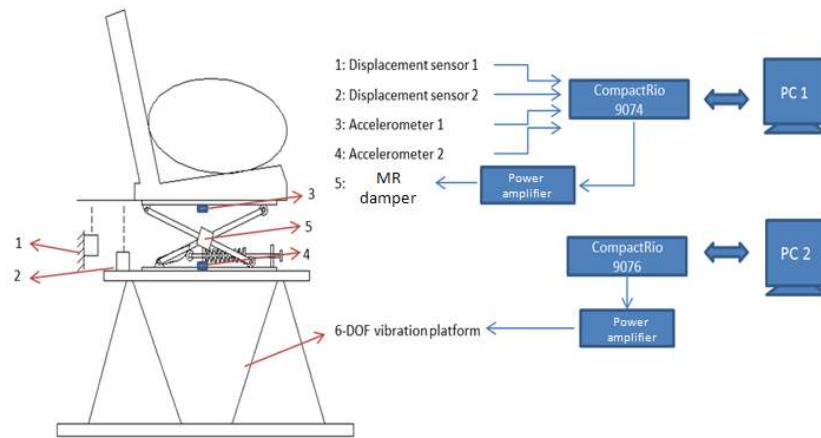 1: Displacement sensor 1
2: Displacement sensor 2
3: Accelerometer 1
4: Accelerometer 2
5: MR
damper
CompactRio
9074
PC 1
Power
amplifier
3
5
4
1
2
CompactRio
9076
PC 2
Power
amplifier
6-DOF vibration platform